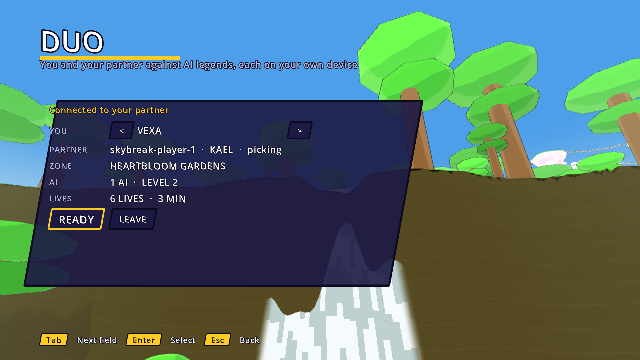 DUO
You and your partner against AI legends, each on your own device
Connected to your partner
YOU < VEXA >
PARTNER skybreak-player-1 · KAEL · picking
ZONE HEARTBLOOM GARDENS
AI 1 AI · LEVEL 2
LIVES 6 LIVES · 3 MIN
READY LEAVE
Tab Next field Enter Select Esc Back